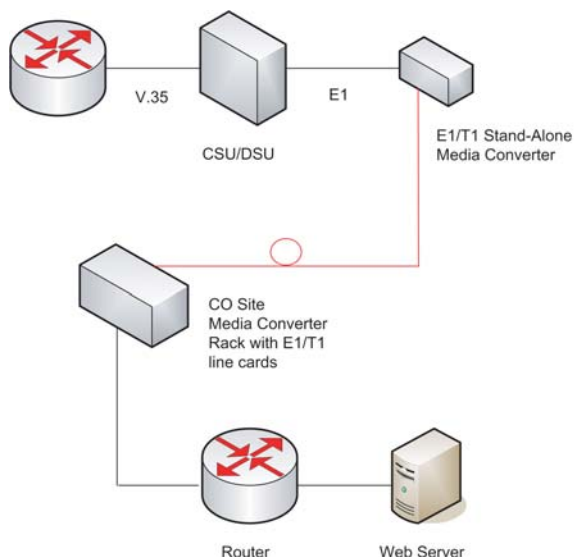 V.35
E1
CSU/DSU
E1/T1 Stand-Alone
Media Converter
CO Site
Media Converter
Rack with E1/T1
line cards
Router
Web Server